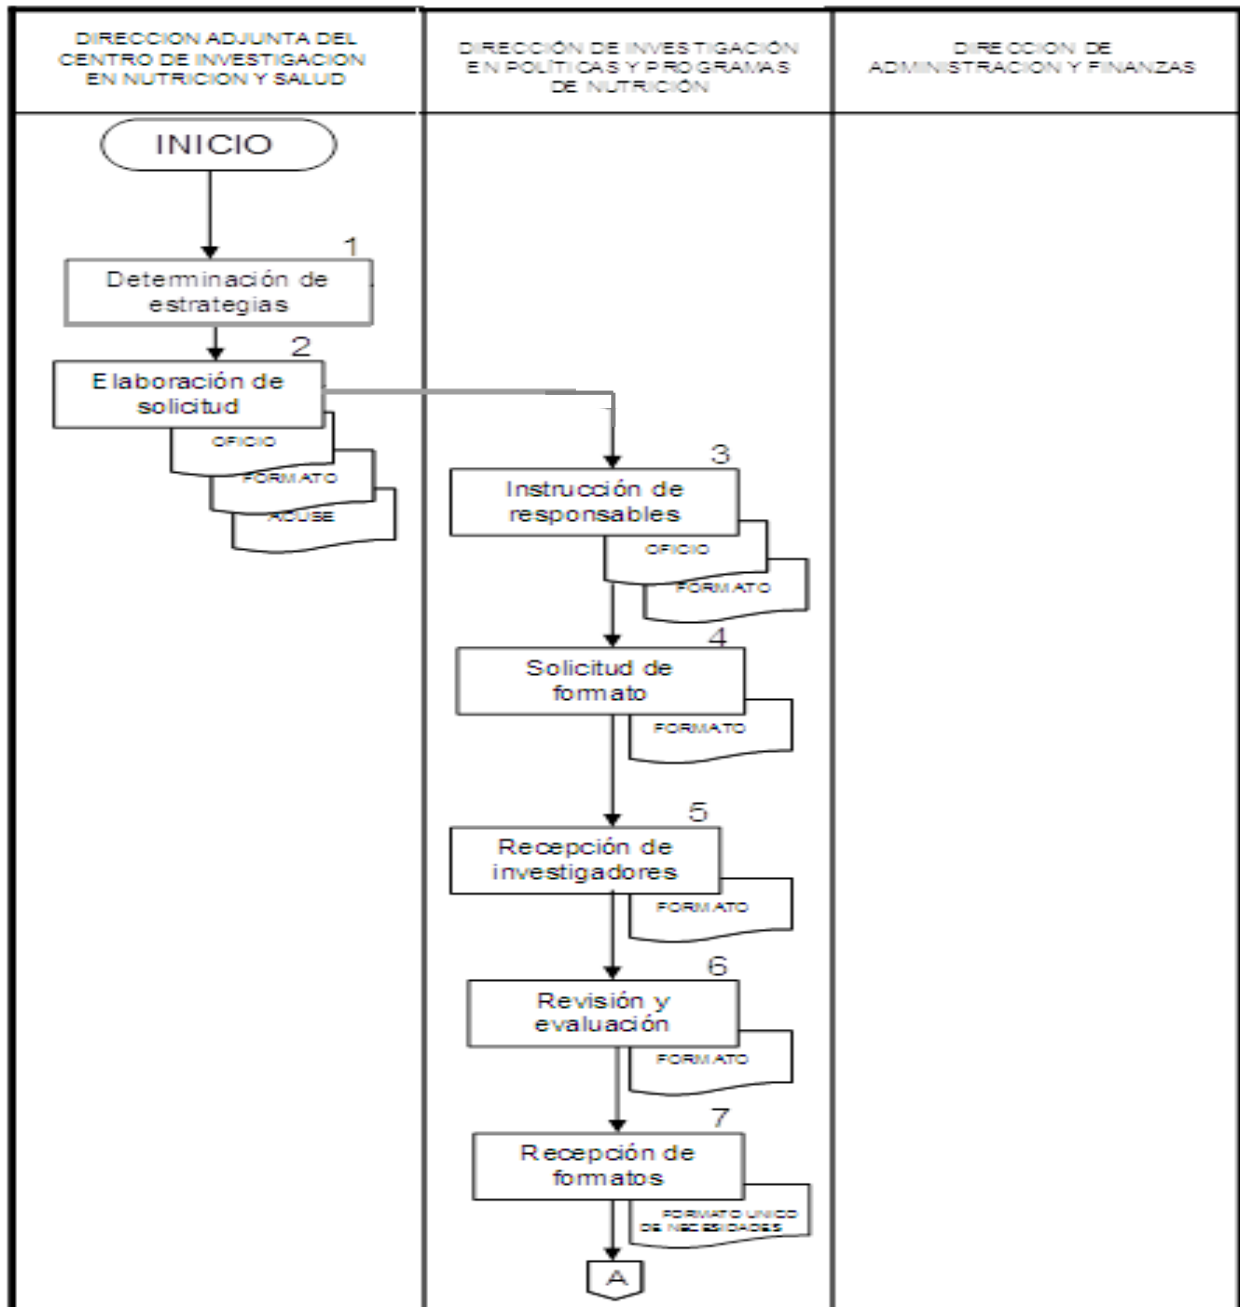 DIRECCION ADJUNTA DEL
CENTRO DE INVESTIGACION
EN NUTRICION Y SALUD
DIRECCIÓN DE INVESTIGACIÓN
EN POLÍTICAS Y PROGRAMAS
DE NUTRICIÓN
DIRECCION DE
ADMINISTRACION Y FINANZAS
INICIO
1
Determinación de
estrategias
2
Elaboración de
solicitud
OFICIO
FORMATO
ACUSE
3
Instrucción de
responsables
OFICIO
FORMATO
4
Solicitud de
formato
FORMATO
5
Recepción de
investigadores
FORMATO
6
Revisión y
evaluación
FORMATO
7
Recepción de
formatos
FORMATO UNICO
DE NECESIDADES
A